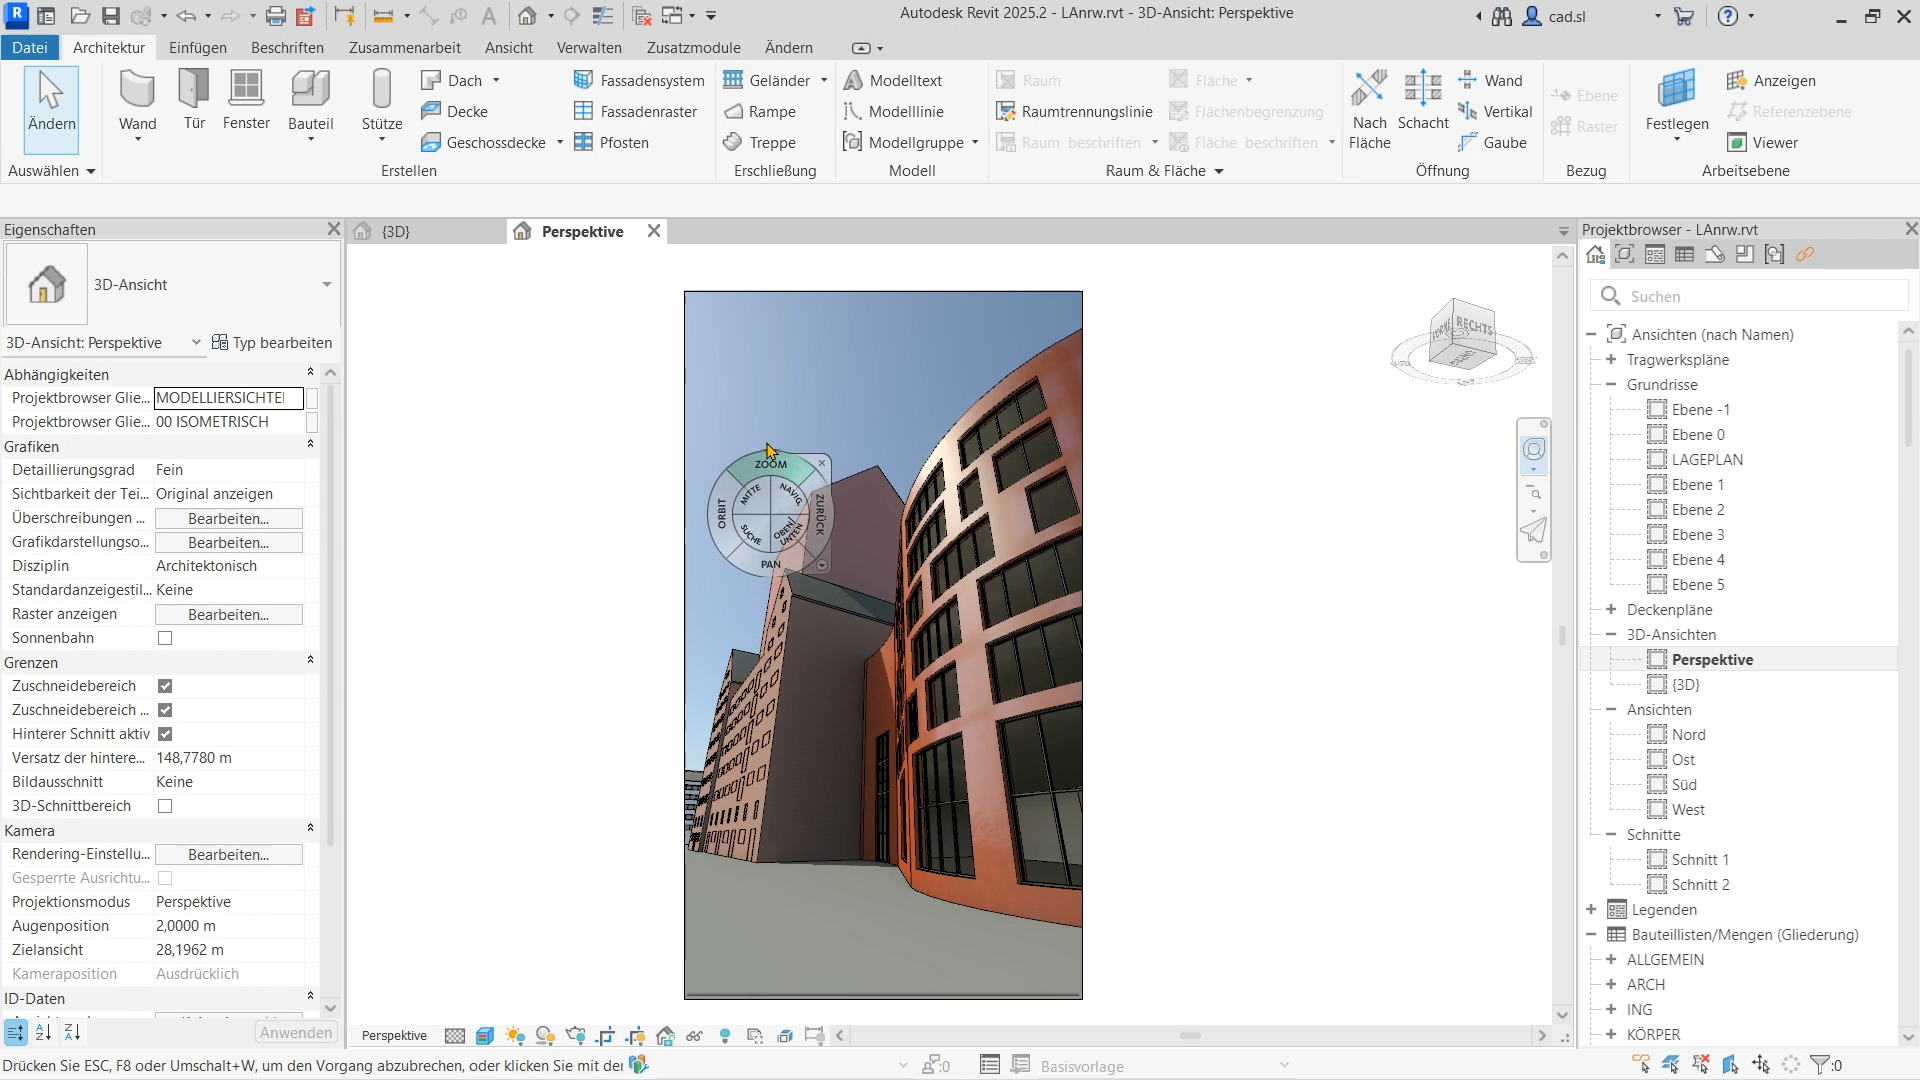 Autodesk Revit 2025.2 - LAnrw.rvt - 3D-Ansicht: Perspektive
cad.sl
Datei Architektur Einfügen Beschriften Zusammenarbeit Ansicht Verwalten Zusatzmodule Ändern
Ändern
Auswählen
Wand
Tür
Fenster
Bauteil
Stütze
Dach
Decke
Geschossdecke
Fassadensystem
Fassadenraster
Pfosten
Erstellen
Geländer
Rampe
Treppe
Erschließung
Modelltext
Modelllinie
Modellgruppe
Modell
Raum
Raumtrennungslinie
Raum beschriften
Fläche
Flächenbegrenzung
Fläche beschriften
Raum & Fläche
Nach
Fläche
Schacht
Wand
Vertikal
Gaube
Öffnung
Ebene
Raster
Bezug
Festlegen
Anzeigen
Referenzebene
Viewer
Arbeitsebene
Eigenschaften
3D-Ansicht
3D-Ansicht: Perspektive
Typ bearbeiten
Abhängigkeiten
Projektbrowser Glie... MODELLIERSICHTEI
Projektbrowser Glie... 00 ISOMETRISCH
Grafiken
Detaillierungsgrad Fein
Sichtbarkeit der Tei... Original anzeigen
Überschreibungen ... Bearbeiten...
Grafikdarstellungso... Bearbeiten...
Disziplin Architektonisch
Standardanzeigestil... Keine
Raster anzeigen Bearbeiten...
Sonnenbahn
Grenzen
Zuschneidebereich
Zuschneidebereich ...
Hinterer Schnitt aktiv
Versatz der hintere... 148,7780 m
Bildausschnitt Keine
3D-Schnittbereich
Kamera
Rendering-Einstellu... Bearbeiten...
Gesperrte Ausrichtu...
Projektionsmodus Perspektive
Augenposition 2,0000 m
Zielansicht 28,1962 m
Kameraposition Ausdrücklich
ID-Daten
Anwenden
{3D}
Perspektive
ZOOM
ORBIT
MITTE
NAVIG.
ZURÜCK
SUCHE
OBEN/
UNTEN
PAN
RECHTS
Perspektive
Projektbrowser - LAnrw.rvt
Suchen
Ansichten (nach Namen)
Tragwerkspläne
Grundrisse
Ebene -1
Ebene 0
LAGEPLAN
Ebene 1
Ebene 2
Ebene 3
Ebene 4
Ebene 5
Deckenpläne
3D-Ansichten
Perspektive
{3D}
Ansichten
Nord
Ost
Süd
West
Schnitte
Schnitt 1
Schnitt 2
Legenden
Bauteillisten/Mengen (Gliederung)
ALLGEMEIN
ARCH
ING
KÖRPER
Drücken Sie ESC, F8 oder Umschalt+W, um den Vorgang abzubrechen, oder klicken Sie mit der
:0
Basisvorlage
:0